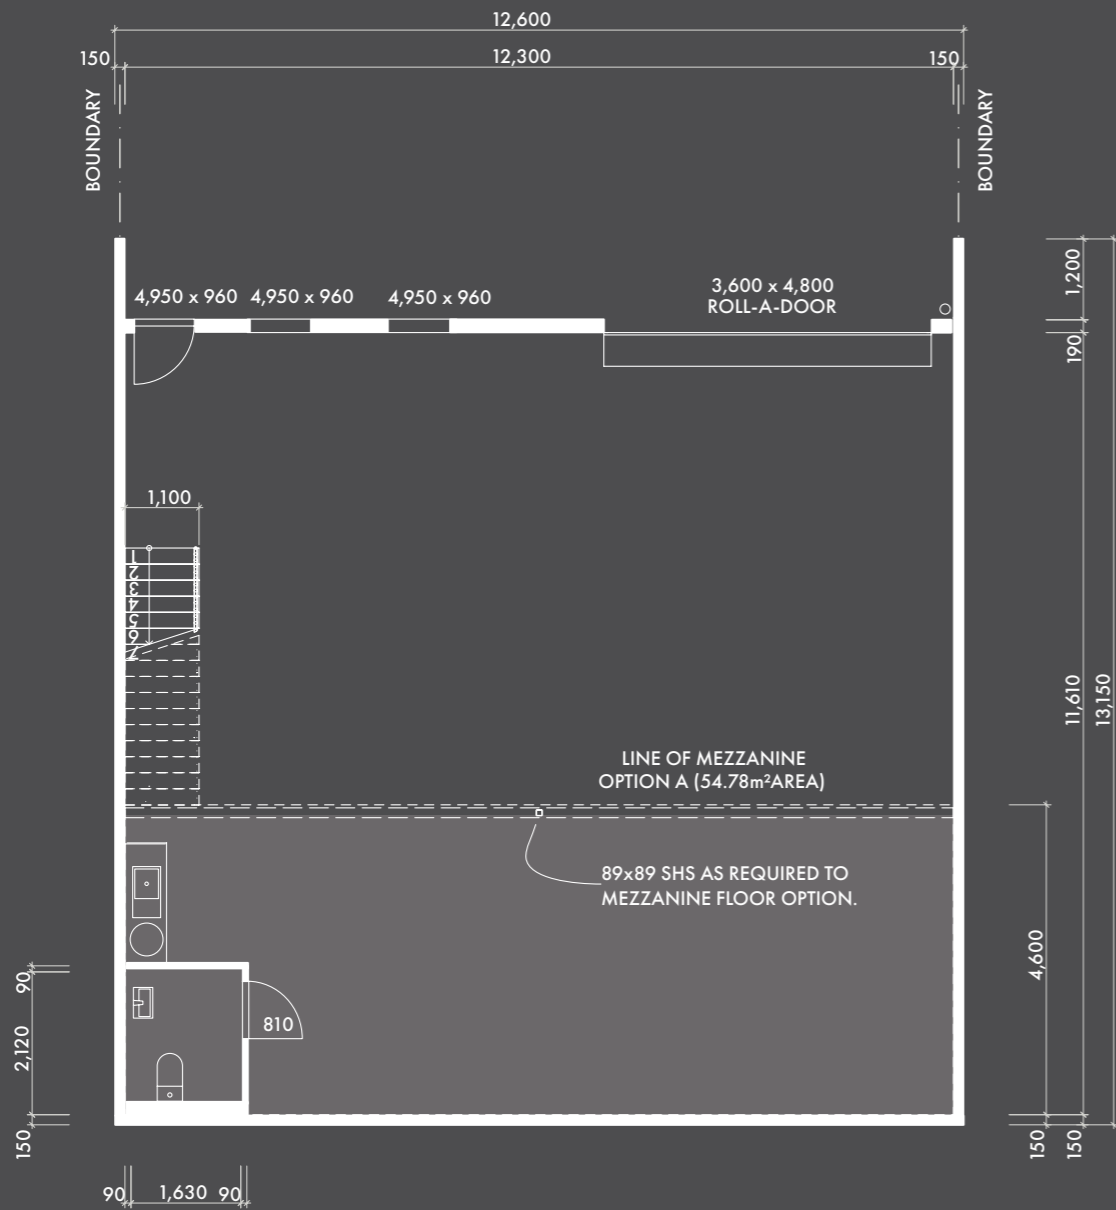 12,600
150
12,300
150
BOUNDARY
BOUNDARY
4,950 x 960
4,950 x 960
4,950 x 960
3,600 x 4,800
ROLL-A-DOOR
1,200
190
1,100
1
2
3
4
5
6
7
11,610
13,150
LINE OF MEZZANINE
OPTION A (54.78m²AREA)
89x89 SHS AS REQUIRED TO
MEZZANINE FLOOR OPTION.
4,600
90
2,120
810
150
150
150
90
1,630
90